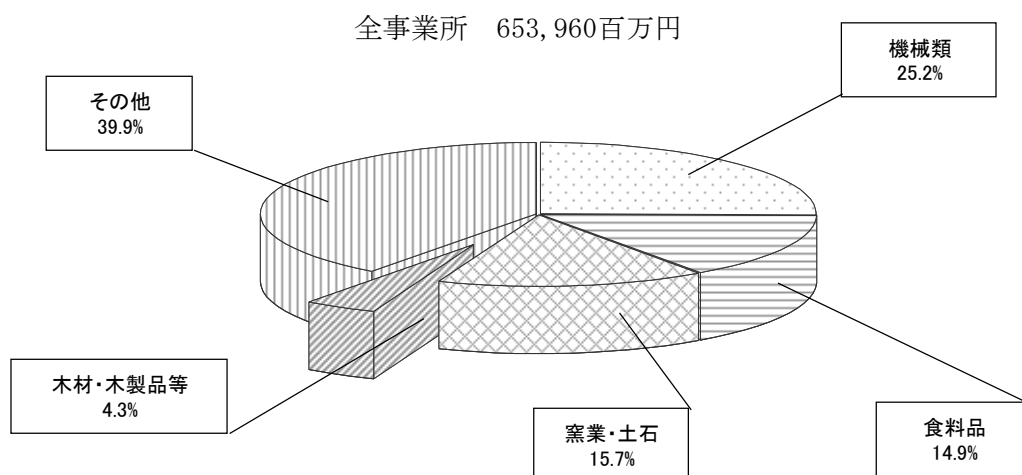 全事業所　653,960百万円
機械類
25.2%
その他
39.9%
木材・木製品等
4.3%
窯業・土石
15.7%
食料品
14.9%